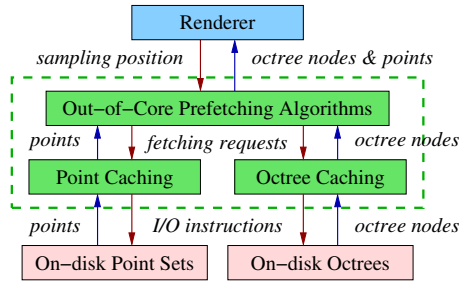 Renderer
sampling position
octree nodes & points
Out-of-Core Prefetching Algorithms
points
fetching requests
octree nodes
Point Caching
Octree Caching
points
I/O instructions
octree nodes
On-disk Point Sets
On-disk Octrees